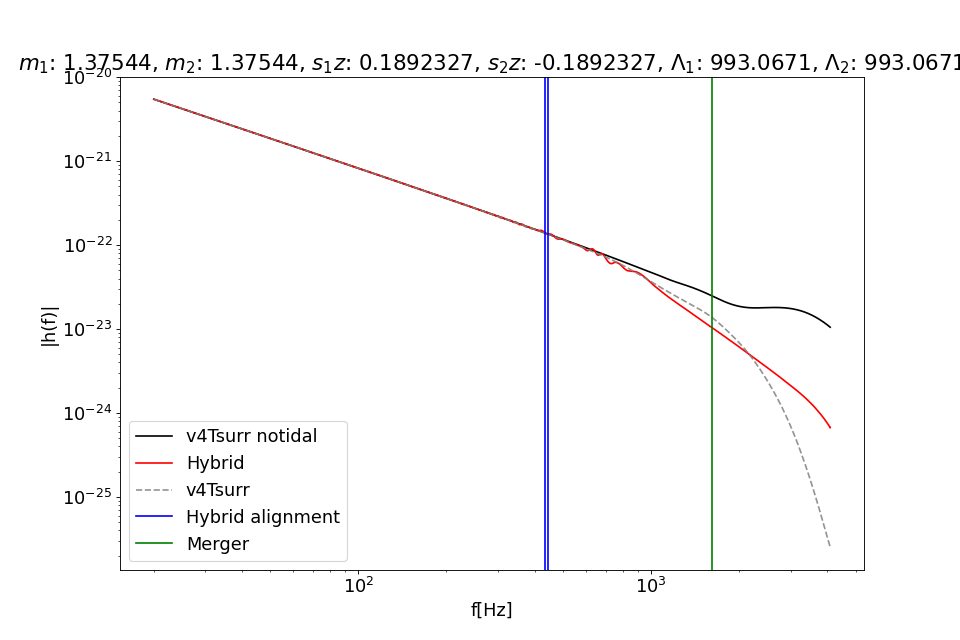 m₁: 1.37544, m₂: 1.37544, s₁z: 0.1892327, s₂z: -0.1892327, Λ₁: 993.0671, Λ₂: 993.0671
10⁻²⁰
10⁻²¹
10⁻²²
10⁻²³
10⁻²⁴
10⁻²⁵
|h(f)|
v4Tsurr notidal
Hybrid
v4Tsurr
Hybrid alignment
Merger
10²
10³
f[Hz]